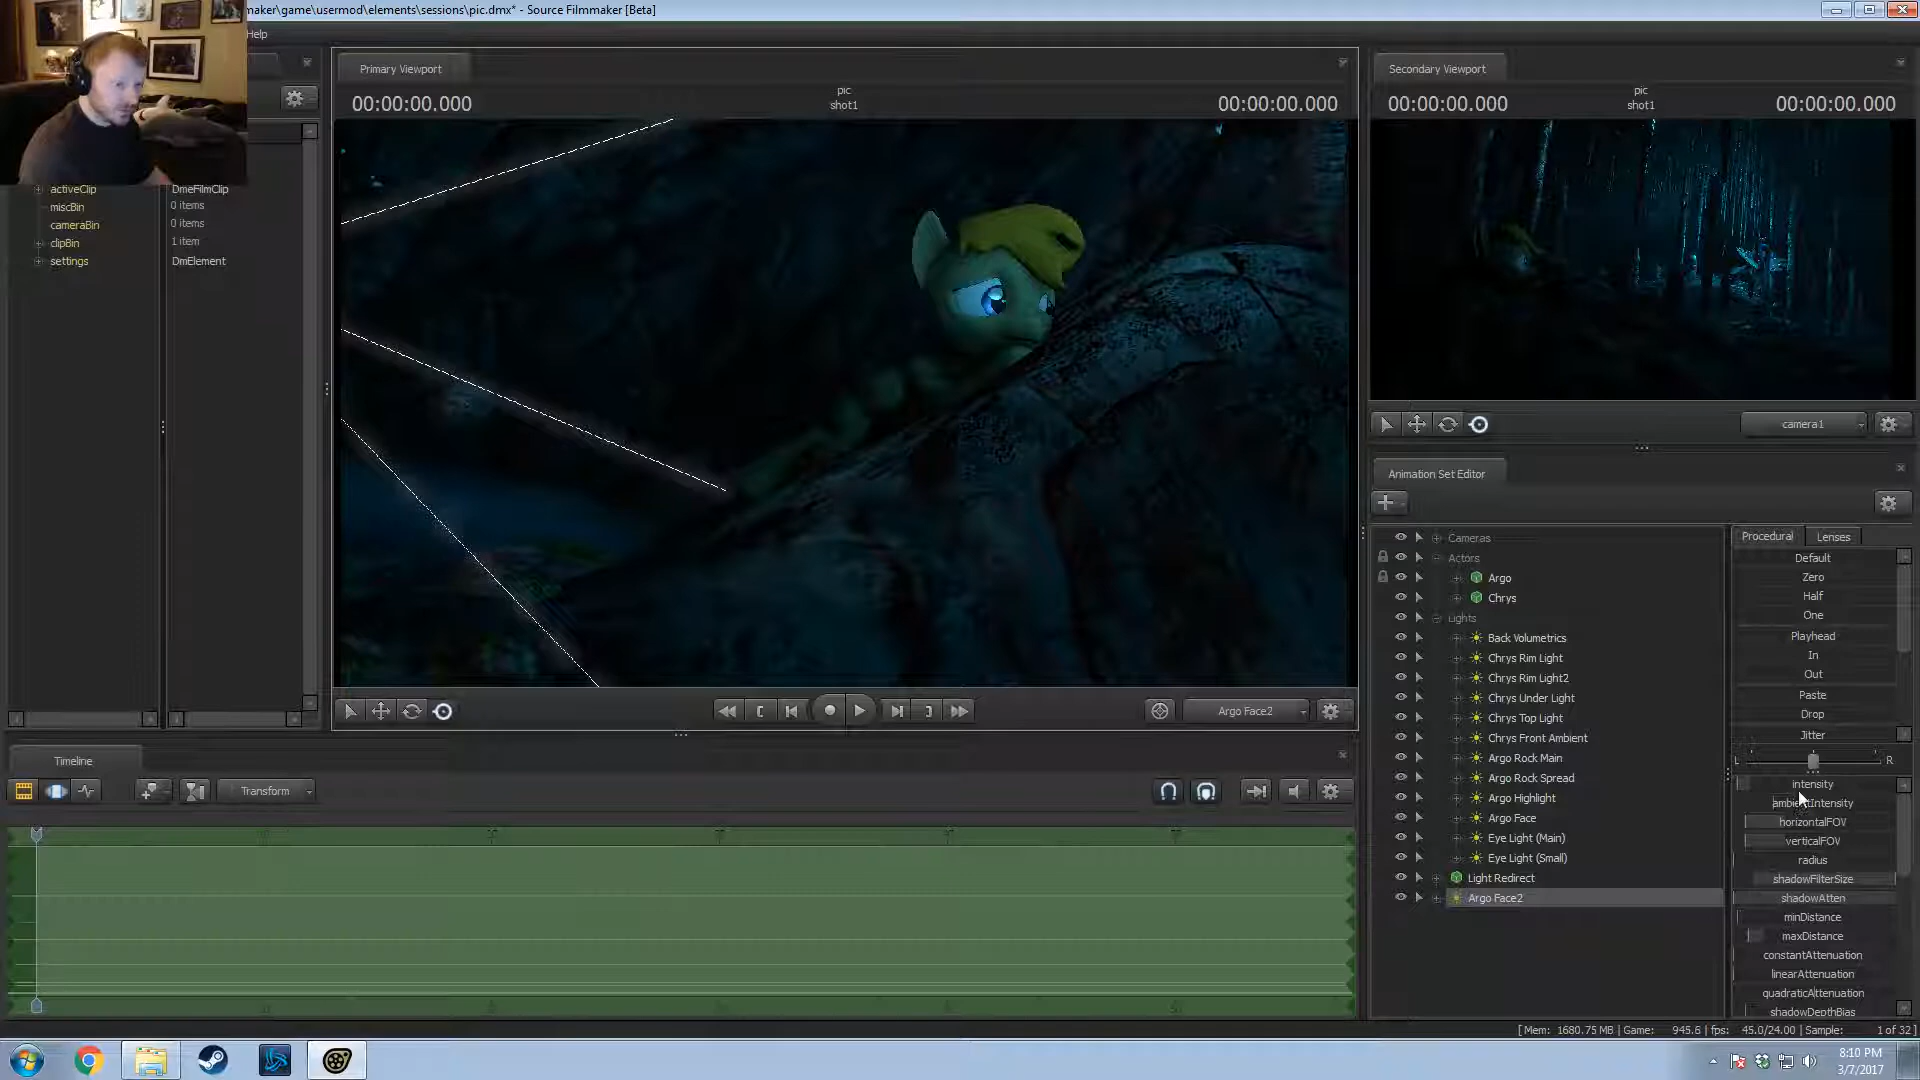 maker\game\usermod\elements\sessions\pic.dmx* - Source Filmmaker [Beta]
Help
Primary Viewport
Secondary Viewport
pic
shot1
00:00:00.000
00:00:00.000
pic
shot1
00:00:00.000
00:00:00.000
activeClip
DmeFilmClip
miscBin
0 items
cameraBin
0 items
clipBin
1 item
settings
DmElement
camera1
Animation Set Editor
Cameras
Actors
Argo
Chrys
Lights
Back Volumetrics
Chrys Rim Light
Chrys Rim Light2
Chrys Under Light
Chrys Top Light
Chrys Front Ambient
Argo Rock Main
Argo Rock Spread
Argo Highlight
Argo Face
Eye Light (Main)
Eye Light (Small)
Light Redirect
Argo Face2
Procedural
Lenses
Default
Zero
Half
One
Playhead
In
Out
Paste
Drop
Jitter
L
R
intensity
ambientIntensity
horizontalFOV
verticalFOV
radius
shadowFilterSize
shadowAtten
minDistance
maxDistance
constantAttenuation
linearAttenuation
quadraticAttenuation
shadowDepthBias
Argo Face2
Timeline
Transform
[ Mem: 1680.75 MB | Game: 945.6 | fps: 45.0/24.00 | Sample: 1 of 32 ]
8:10 PM
3/7/2017